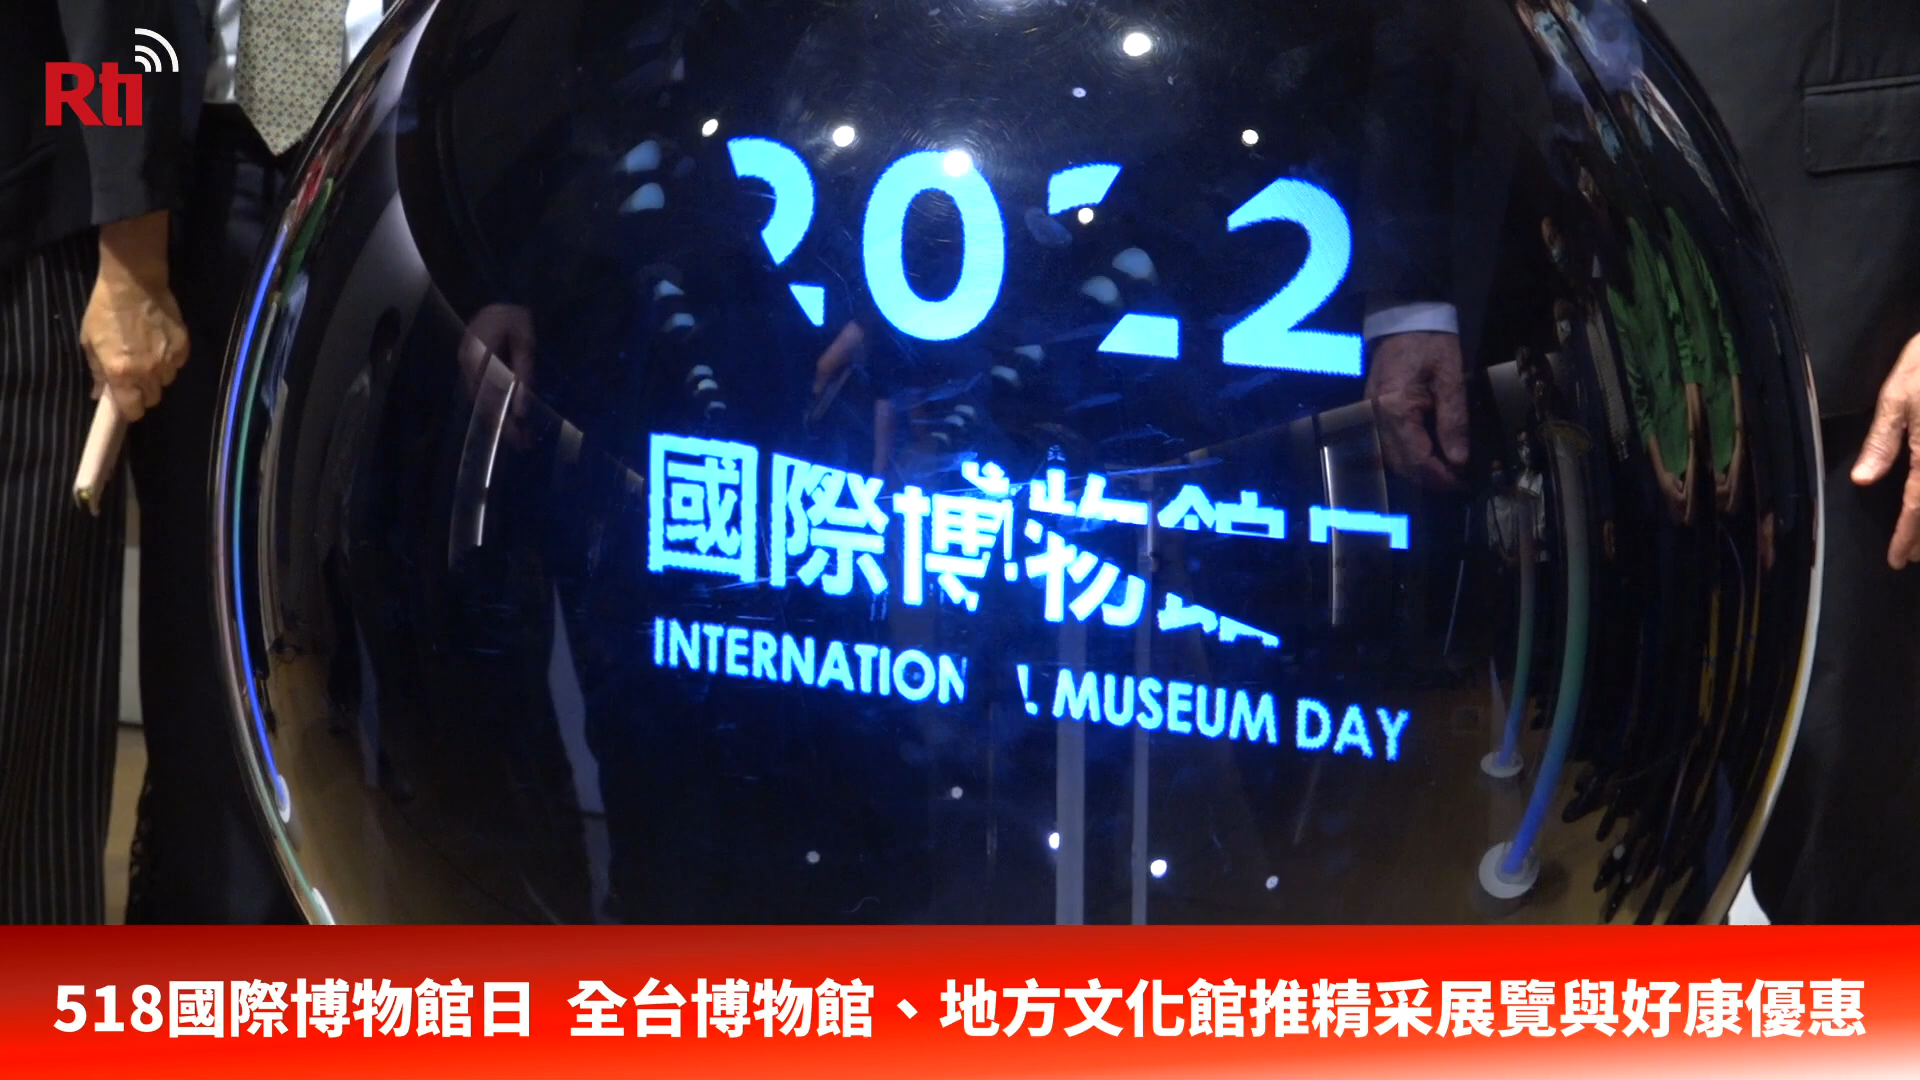 Rti
2022
國際博物館日
INTERNATIONAL MUSEUM DAY
518國際博物館日 全台博物館、地方文化館推精采展覽與好康優惠